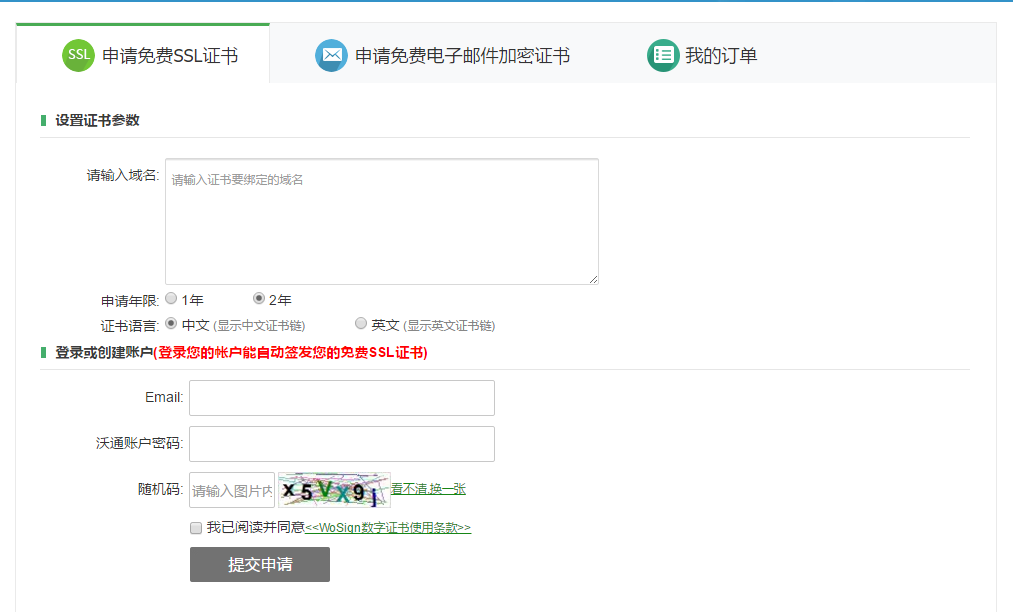 SSL 申请免费SSL证书 申请免费电子邮件加密证书 我的订单
设置证书参数
请输入域名: 请输入证书要绑定的域名
申请年限: 1年 2年
证书语言: 中文 (显示中文证书链) 英文 (显示英文证书链)
登录或创建账户(登录您的帐户能自动签发您的免费SSL证书)
Email:
沃通账户密码:
随机码: 请输入图片内 x5VX9j 看不清,换一张
我已阅读并同意<<WoSign数字证书使用条款>>
提交申请